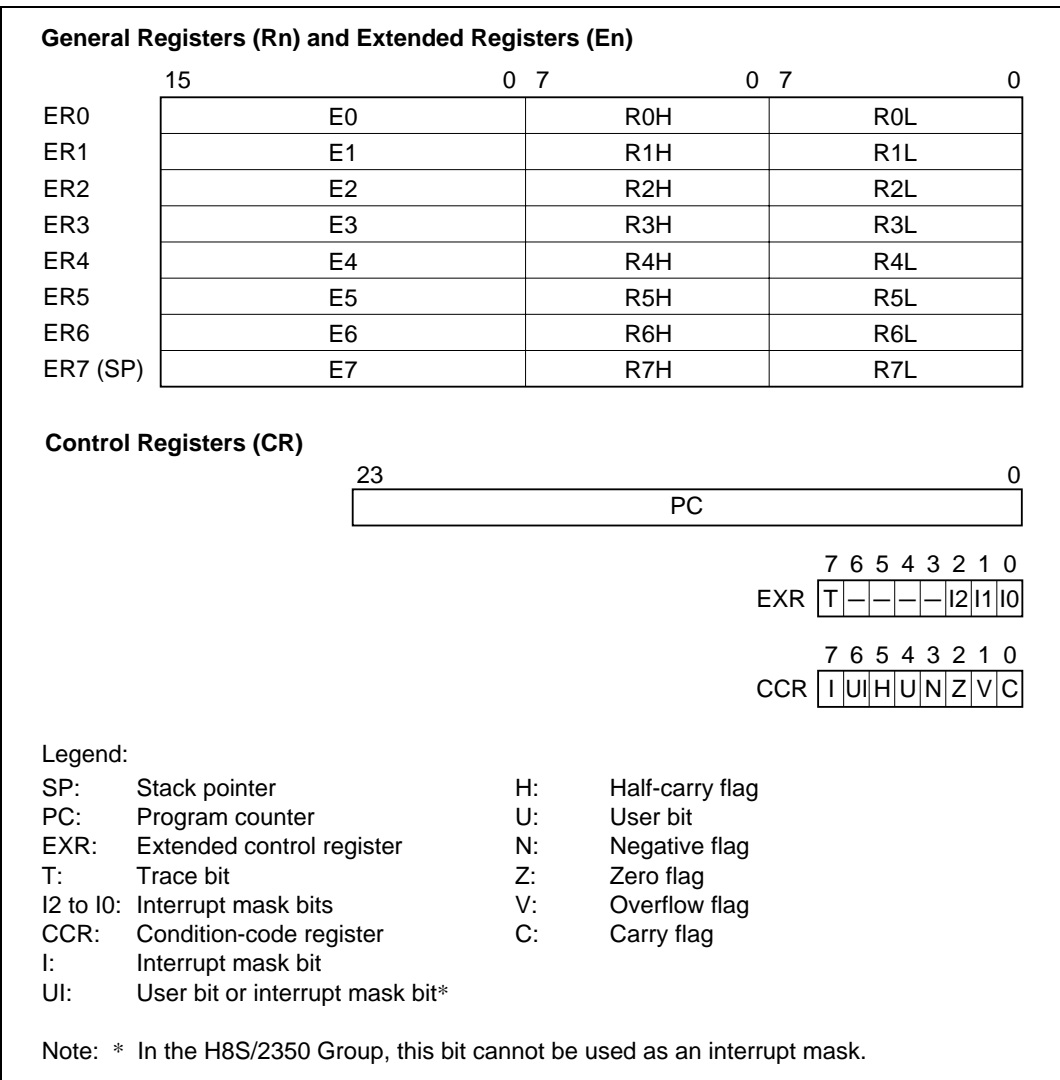 General Registers (Rn) and Extended Registers (En)
15 0 7 0 7 0
ER0 E0 R0H R0L
ER1 E1 R1H R1L
ER2 E2 R2H R2L
ER3 E3 R3H R3L
ER4 E4 R4H R4L
ER5 E5 R5H R5L
ER6 E6 R6H R6L
ER7 (SP) E7 R7H R7L
Control Registers (CR)
23 0
PC
7 6 5 4 3 2 1 0
EXR T — — — — I2 I1 I0
7 6 5 4 3 2 1 0
CCR I UI H U N Z V C
Legend:
SP: Stack pointer H: Half-carry flag
PC: Program counter U: User bit
EXR: Extended control register N: Negative flag
T: Trace bit Z: Zero flag
I2 to I0: Interrupt mask bits V: Overflow flag
CCR: Condition-code register C: Carry flag
I: Interrupt mask bit
UI: User bit or interrupt mask bit*
Note: * In the H8S/2350 Group, this bit cannot be used as an interrupt mask.